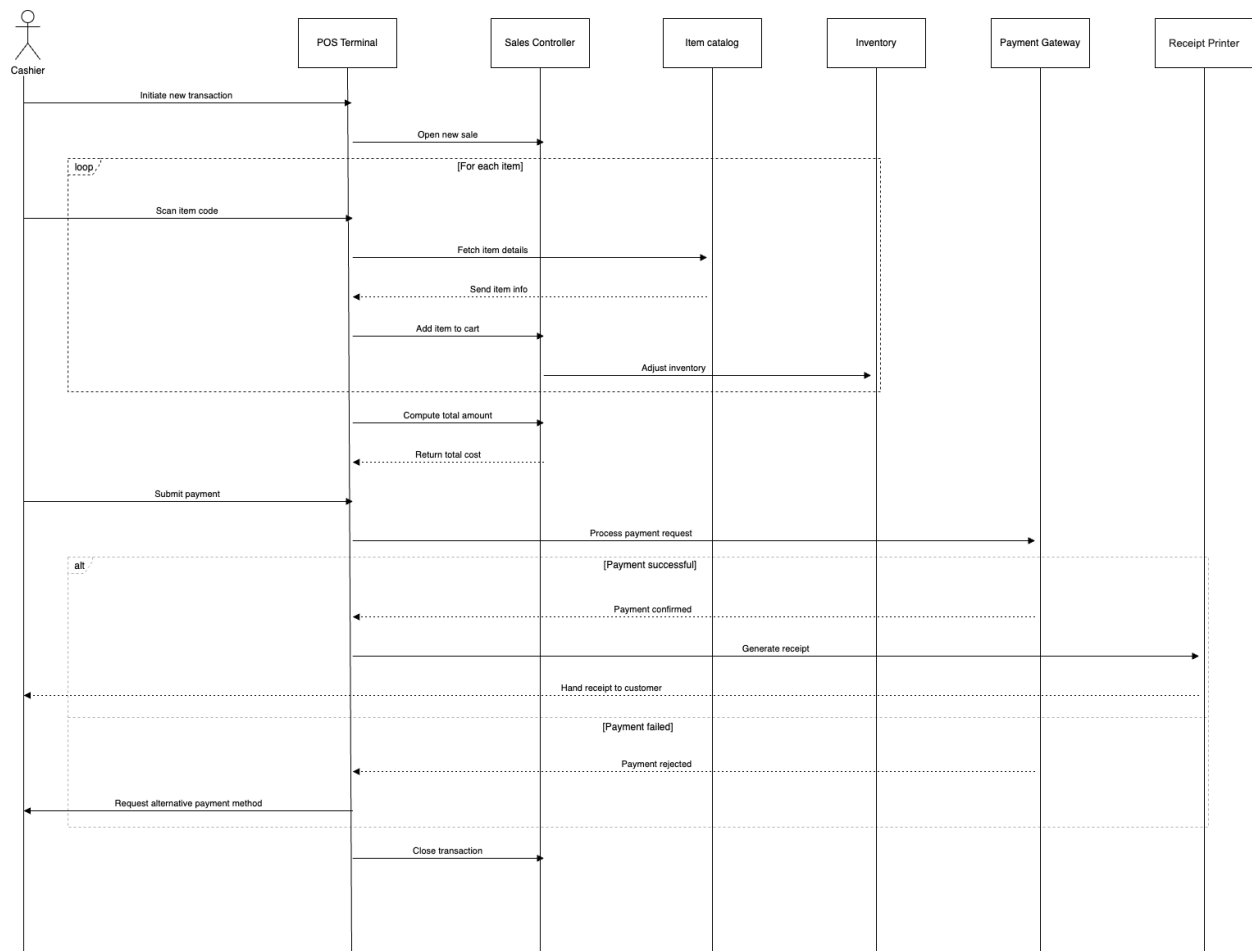 Cashier
POS Terminal
Sales Controller
Item catalog
Inventory
Payment Gateway
Receipt Printer
Initiate new transaction
Open new sale
loop
[For each item]
Scan item code
Fetch item details
Send item info
Add item to cart
Adjust inventory
Compute total amount
Return total cost
Submit payment
Process payment request
alt
[Payment successful]
Payment confirmed
Generate receipt
Hand receipt to customer
[Payment failed]
Payment rejected
Request alternative payment method
Close transaction